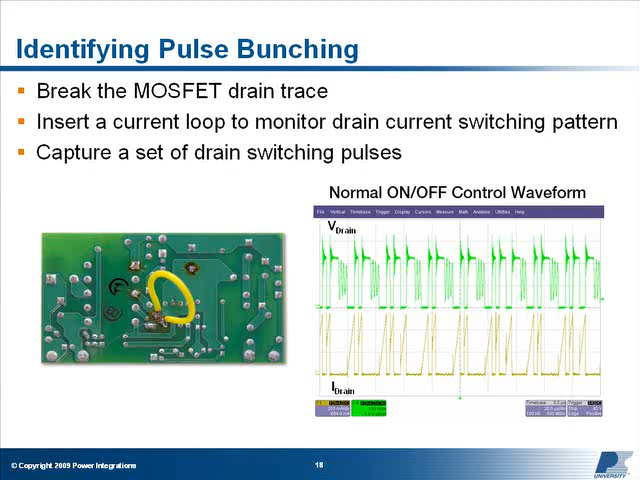 Identifying Pulse Bunching
Break the MOSFET drain trace
Insert a current loop to monitor drain current switching pattern
Capture a set of drain switching pulses
Normal ON/OFF Control Waveform
File Vertical Timebase Trigger Display Cursors Measure Math Analysis Utilities Help
VDrain
IDrain
© Copyright 2009 Power Integrations
18
UNIVERSITY